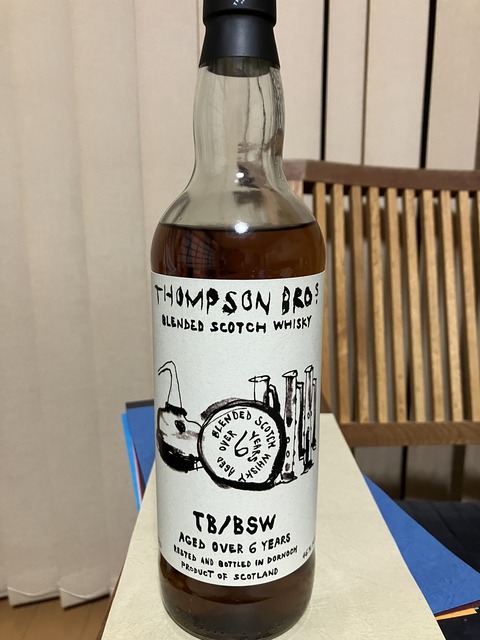 THOMPSON BROS
BLENDED SCOTCH WHISKY
BLENDED SCOTCH WHISKY
AGED OVER 6 YEARS
TB/BSW
AGED OVER 6 YEARS
RESTED AND BOTTLED IN DORNOCH
PRODUCT OF SCOTLAND